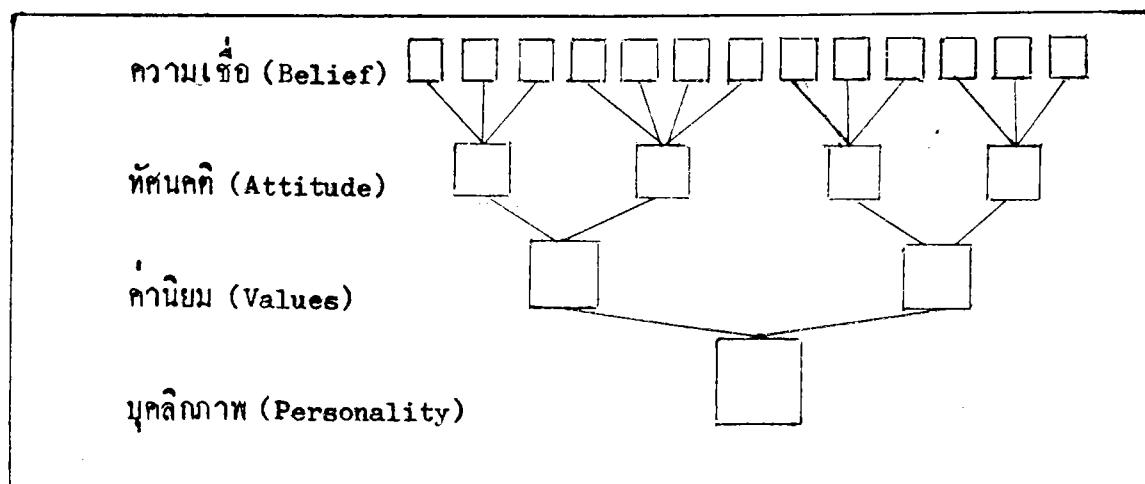 ความเชื่อ (Belief)
ทัศนคติ (Attitude)
ค่านิยม (Values)
บุคลิกภาพ (Personality)